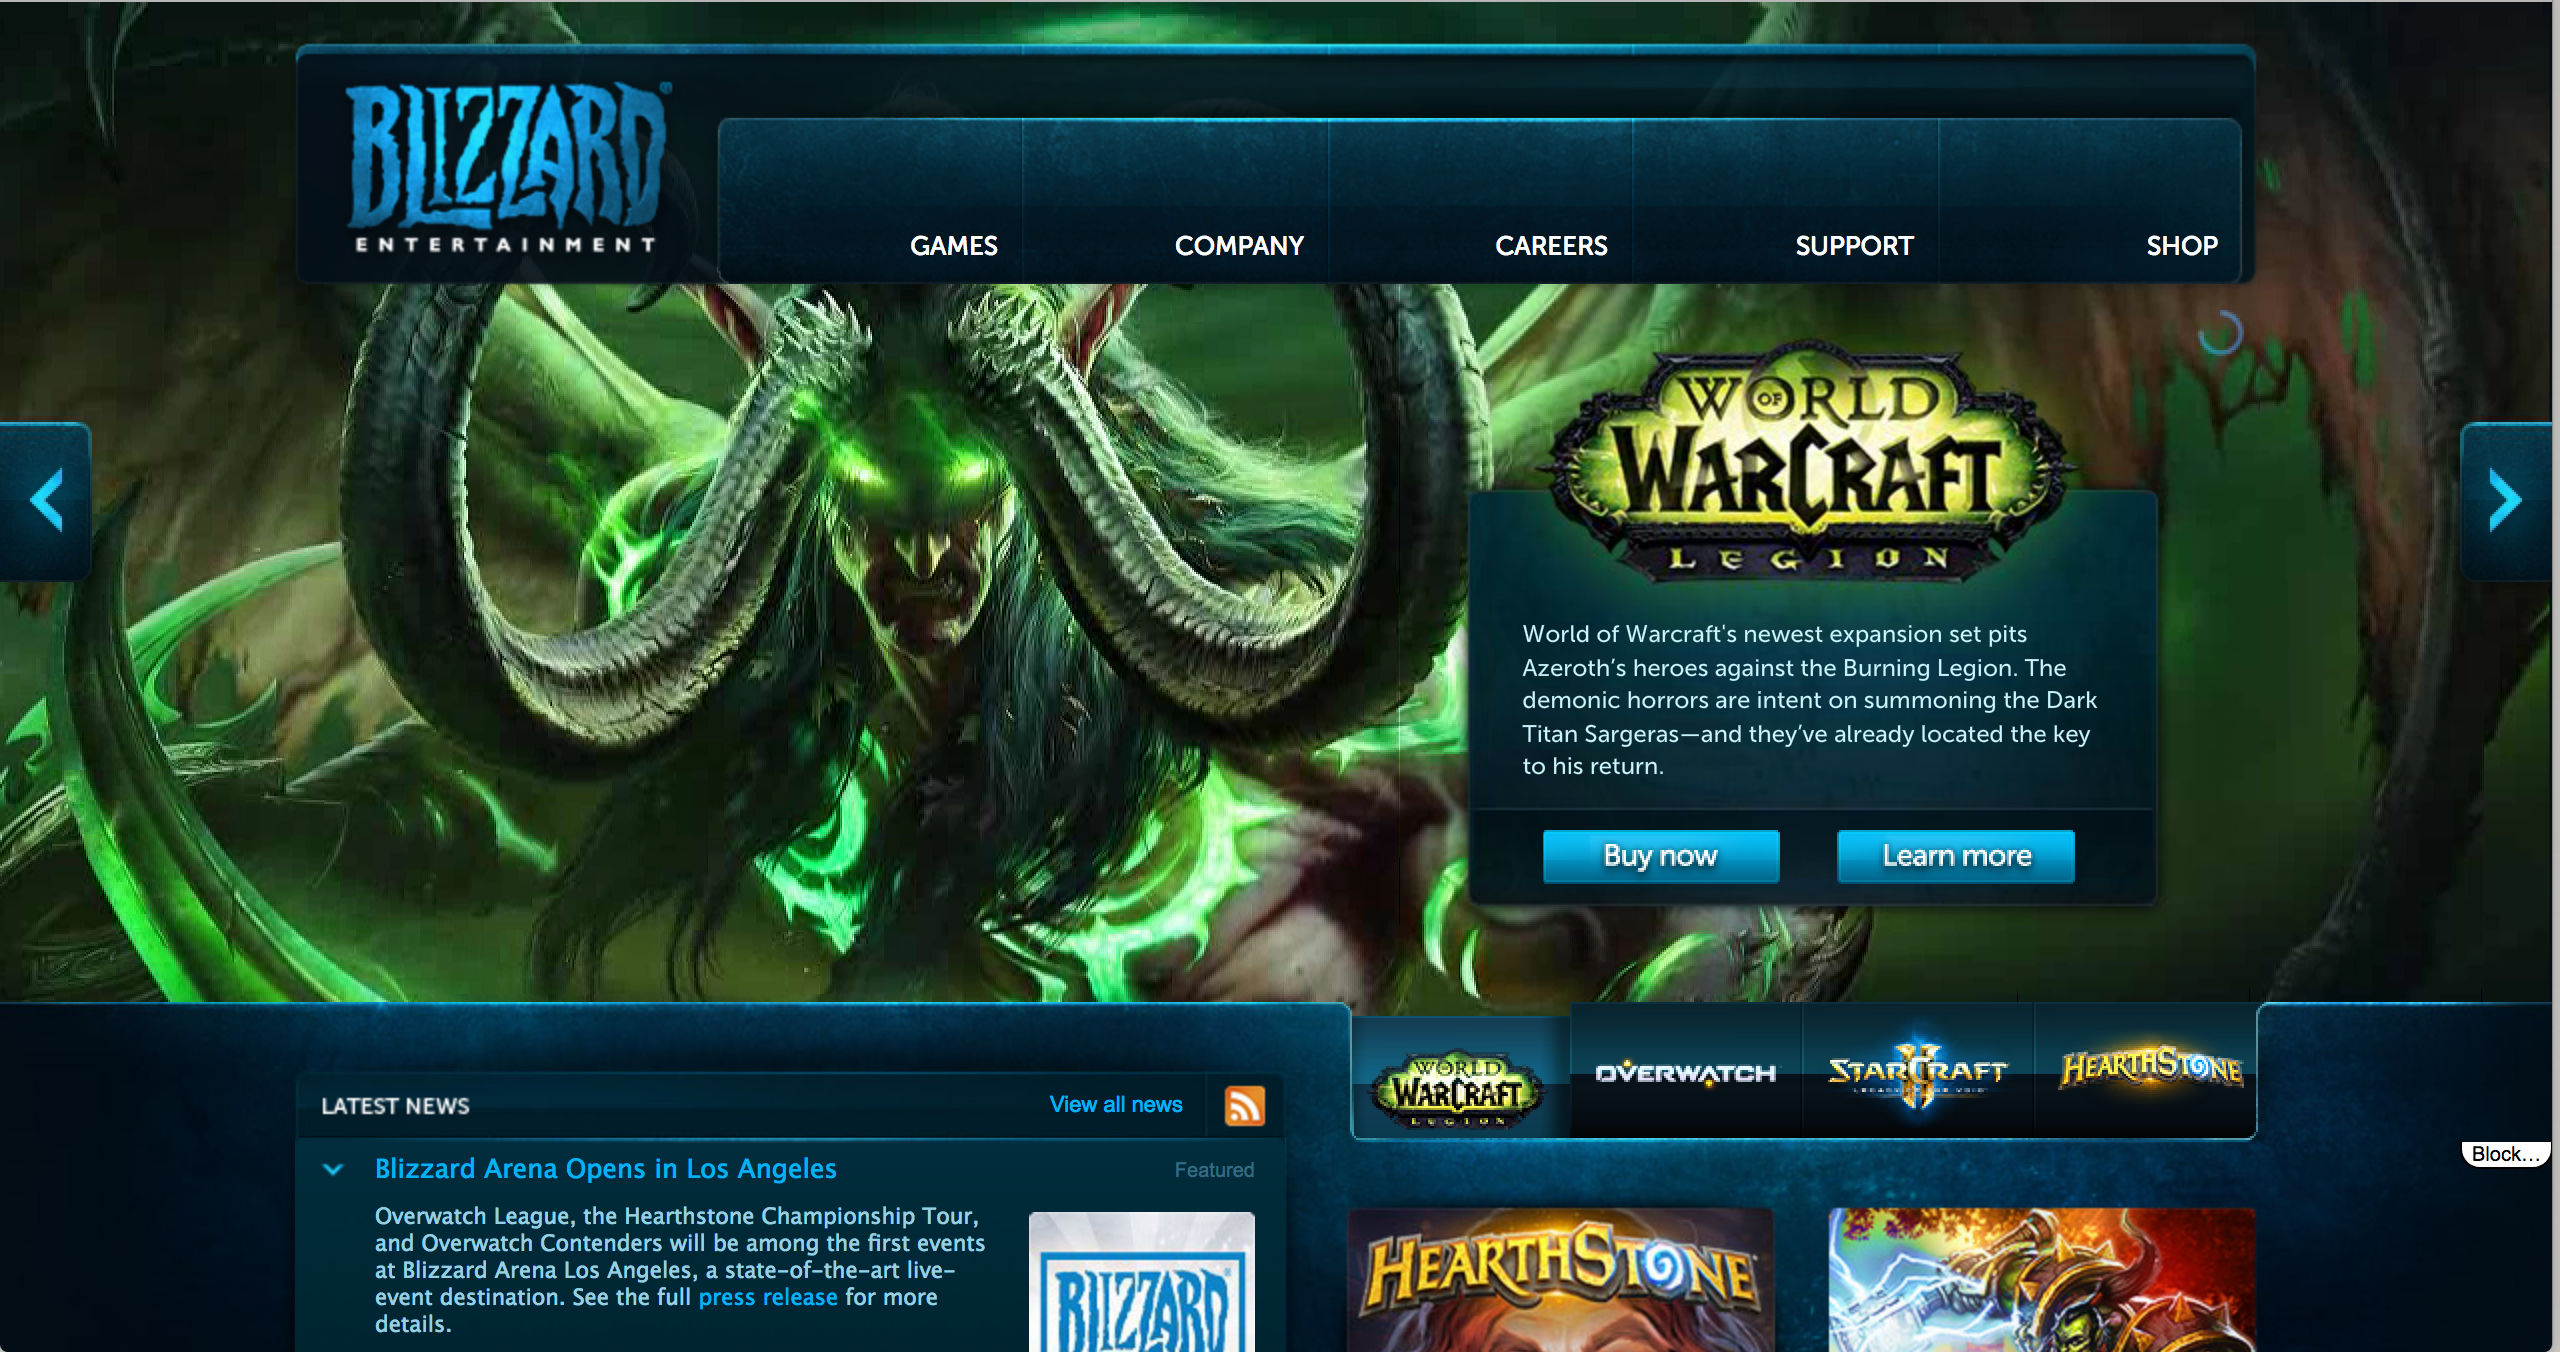 BLIZZARD®
ENTERTAINMENT
GAMES
COMPANY
CAREERS
SUPPORT
SHOP
WORLD OF
WARCRAFT
LEGION
World of Warcraft's newest expansion set pits
Azeroth’s heroes against the Burning Legion. The
demonic horrors are intent on summoning the Dark
Titan Sargeras—and they’ve already located the key
to his return.
Buy now
Learn more
WORLD
WARCRAFT
LEGION
OVERWATCH
STARCRAFT II
HEARTHSTONE
LATEST NEWS
View all news
Block…
Blizzard Arena Opens in Los Angeles
Featured
Overwatch League, the Hearthstone Championship Tour,
and Overwatch Contenders will be among the first events
at Blizzard Arena Los Angeles, a state-of-the-art live-
event destination. See the full press release for more
details.
BLIZZARD
HEARTHSTONE